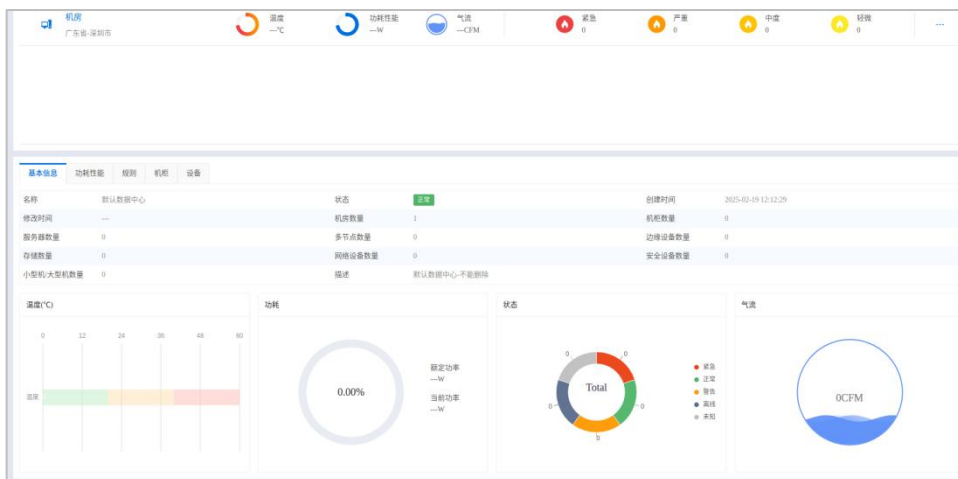 机房 温度 功耗性能 气流 紧急 严重 中度 轻微
广东省-深圳市 —℃ —W —CFM 0 0 0 0 ...
基本信息 功耗性能 规则 机柜 设备
名称 默认数据中心 状态 正常 创建时间 2025-02-19 12:12:29
修改时间 — 机房数量 1 机柜数量 0
服务器数量 0 多节点数量 0 边缘设备数量 0
存储数量 0 网络设备数量 0 安全设备数量 0
小型机/大型机数量 0 描述 默认数据中心-不能删除
温度(℃) 功耗 状态 气流
0 12 24 36 48 60
温度
0.00%
额定功率
—W
当前功率
—W
0 0
Total
0 0
0
紧急
正常
警告
离线
未知
0CFM